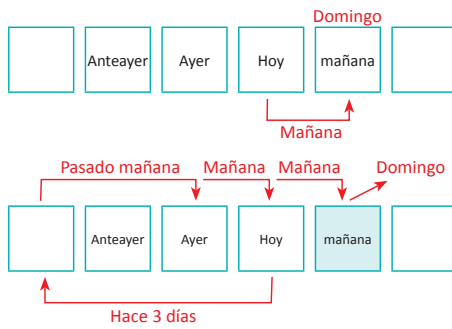 Domingo
Anteayer Ayer Hoy mañana
Mañana
Pasado mañana Mañana Mañana Domingo
Anteayer Ayer Hoy mañana
Hace 3 días